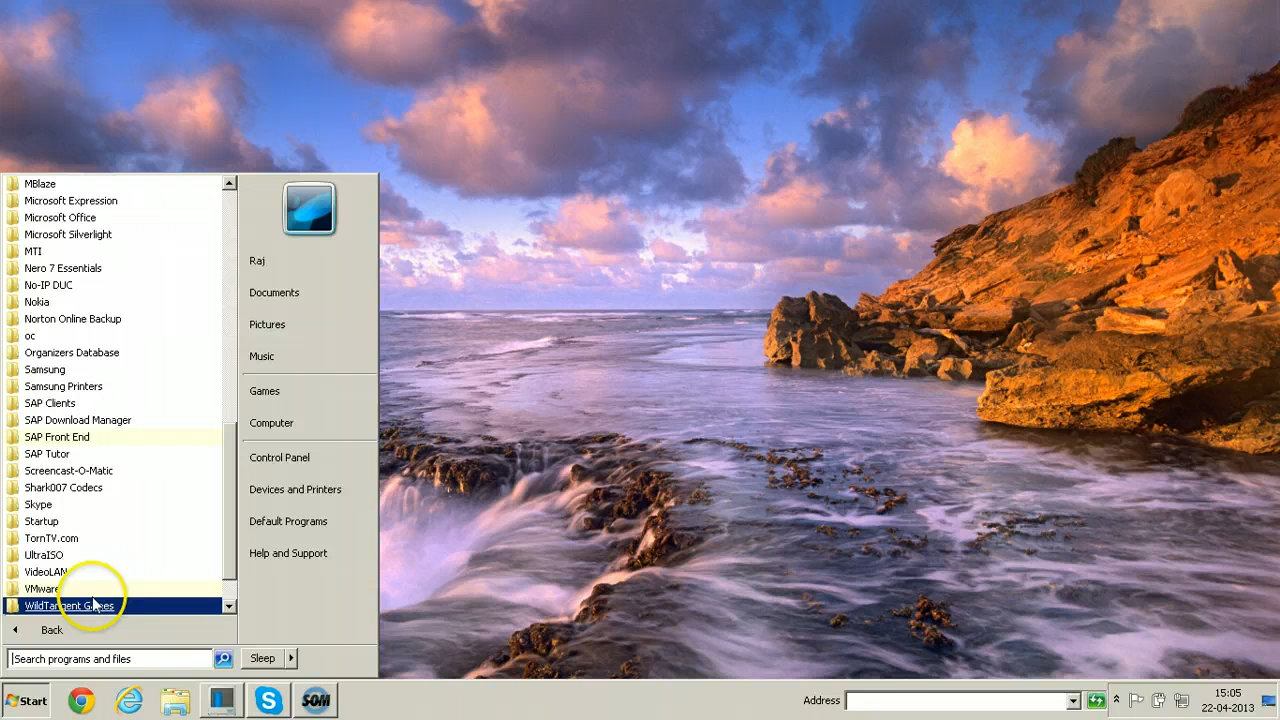 MBlaze
Microsoft Expression
Microsoft Office
Microsoft Silverlight
MTI
Nero 7 Essentials
No-IP DUC
Nokia
Norton Online Backup
oc
Organizers Database
Samsung
Samsung Printers
SAP Clients
SAP Download Manager
SAP Front End
SAP Tutor
Screencast-O-Matic
Shark007 Codecs
Skype
Startup
TornTV.com
UltraISO
VideoLAN
VMware
WildTangent Games
Back
Search programs and files
Raj
Documents
Pictures
Music
Games
Computer
Control Panel
Devices and Printers
Default Programs
Help and Support
Sleep
Start
SOM
Address
15:05
22-04-2013